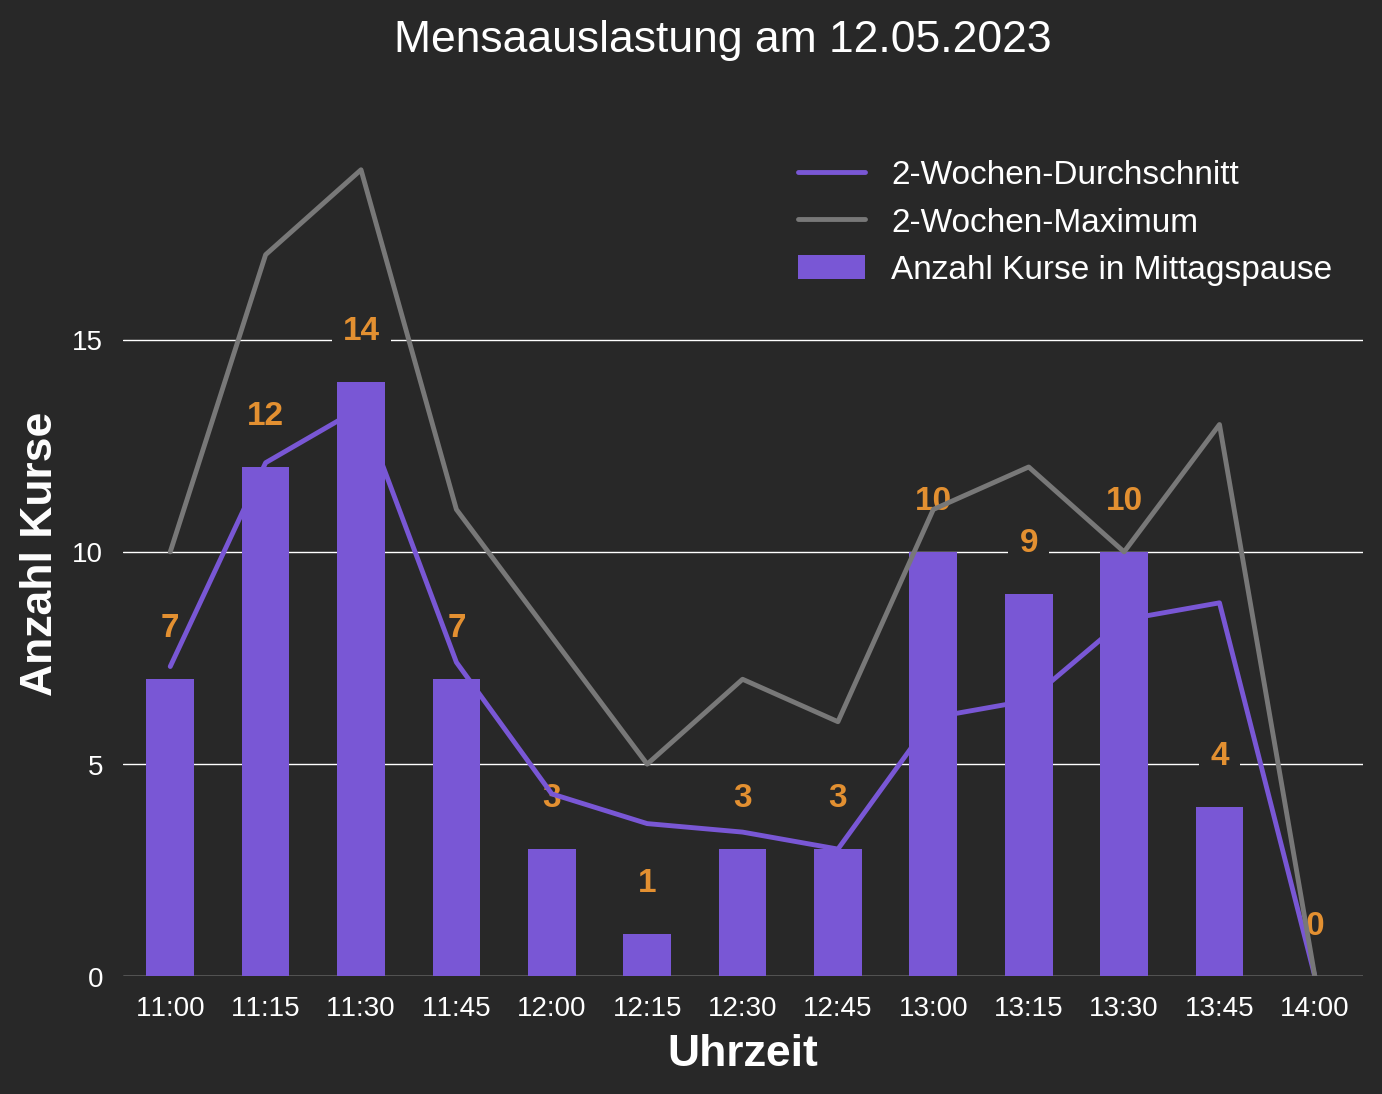 Mensaauslastung am 12.05.2023
2-Wochen-Durchschnitt
2-Wochen-Maximum
Anzahl Kurse in Mittagspause
Anzahl Kurse
15
10
5
0
7
12
14
7
3
1
3
3
10
9
10
4
0
11:00 11:15 11:30 11:45 12:00 12:15 12:30 12:45 13:00 13:15 13:30 13:45 14:00
Uhrzeit